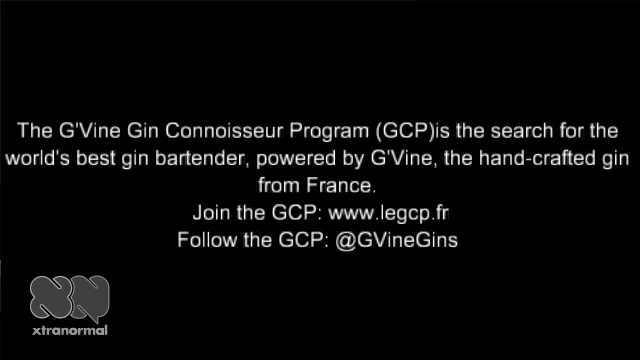 The G'Vine Gin Connoisseur Program (GCP)is the search for the
world's best gin bartender, powered by G'Vine, the hand-crafted gin
from France.
Join the GCP: www.legcp.fr
Follow the GCP: @GVineGins
xtranormal